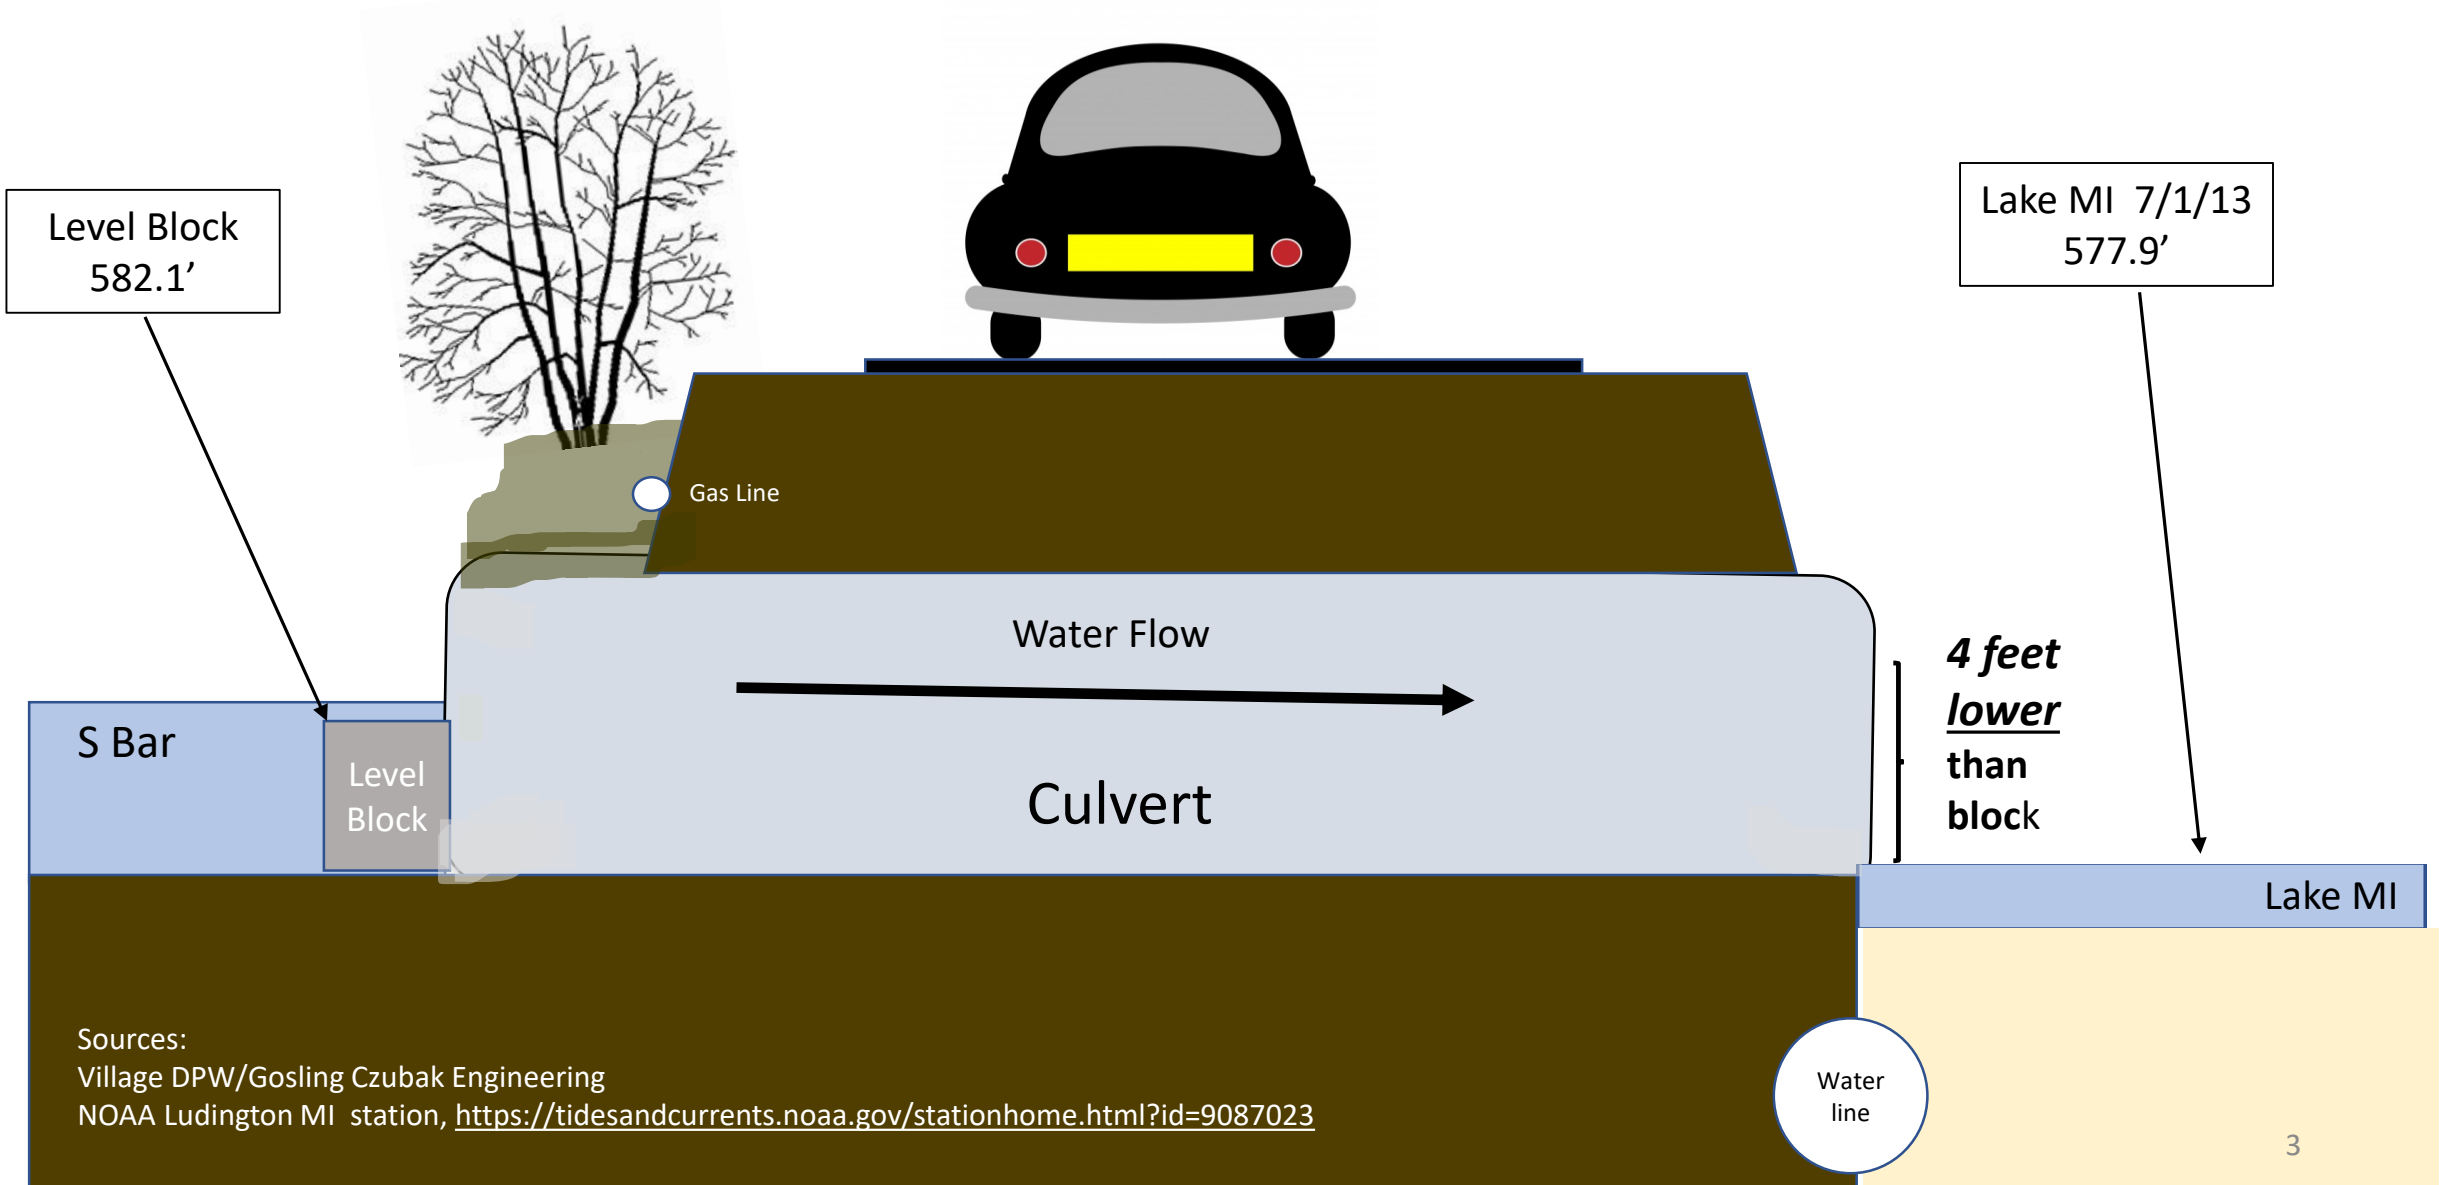 Level Block
582.1’
Lake MI 7/1/13
577.9’
Gas Line
Water Flow
4 feet
lower
than
block
S Bar
Level
Block
Culvert
Lake MI
Sources:
Village DPW/Gosling Czubak Engineering
NOAA Ludington MI station, https://tidesandcurrents.noaa.gov/stationhome.html?id=9087023
Water
line
3